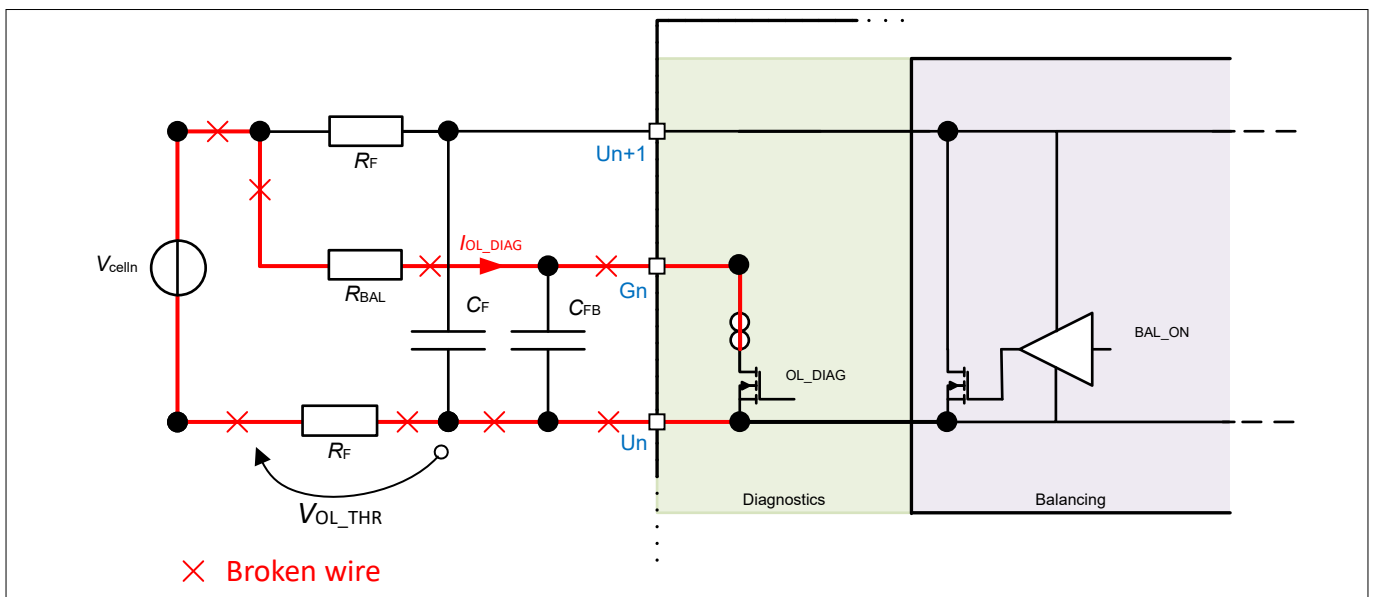 Un+1
RF
IOL_DIAG
Vcelln
RBAL
Gn
CF
CFB
BAL_ON
OL_DIAG
Un
RF
VOL_THR
Diagnostics
Balancing
Broken wire